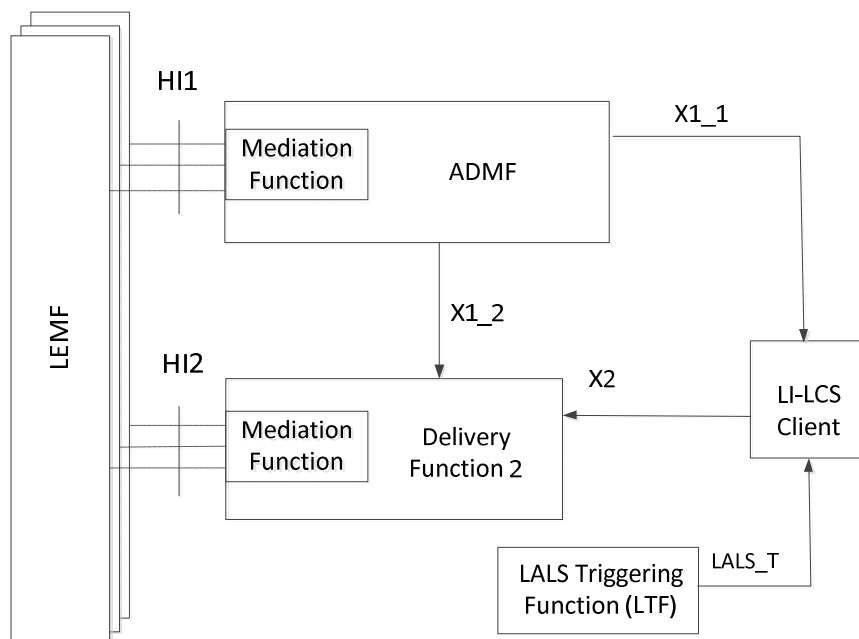 HI1
X1_1
Mediation
Function
ADMF
LEMF
X1_2
HI2
X2
LI-LCS
Client
Mediation
Function
Delivery
Function 2
LALS Triggering
Function (LTF)
LALS_T